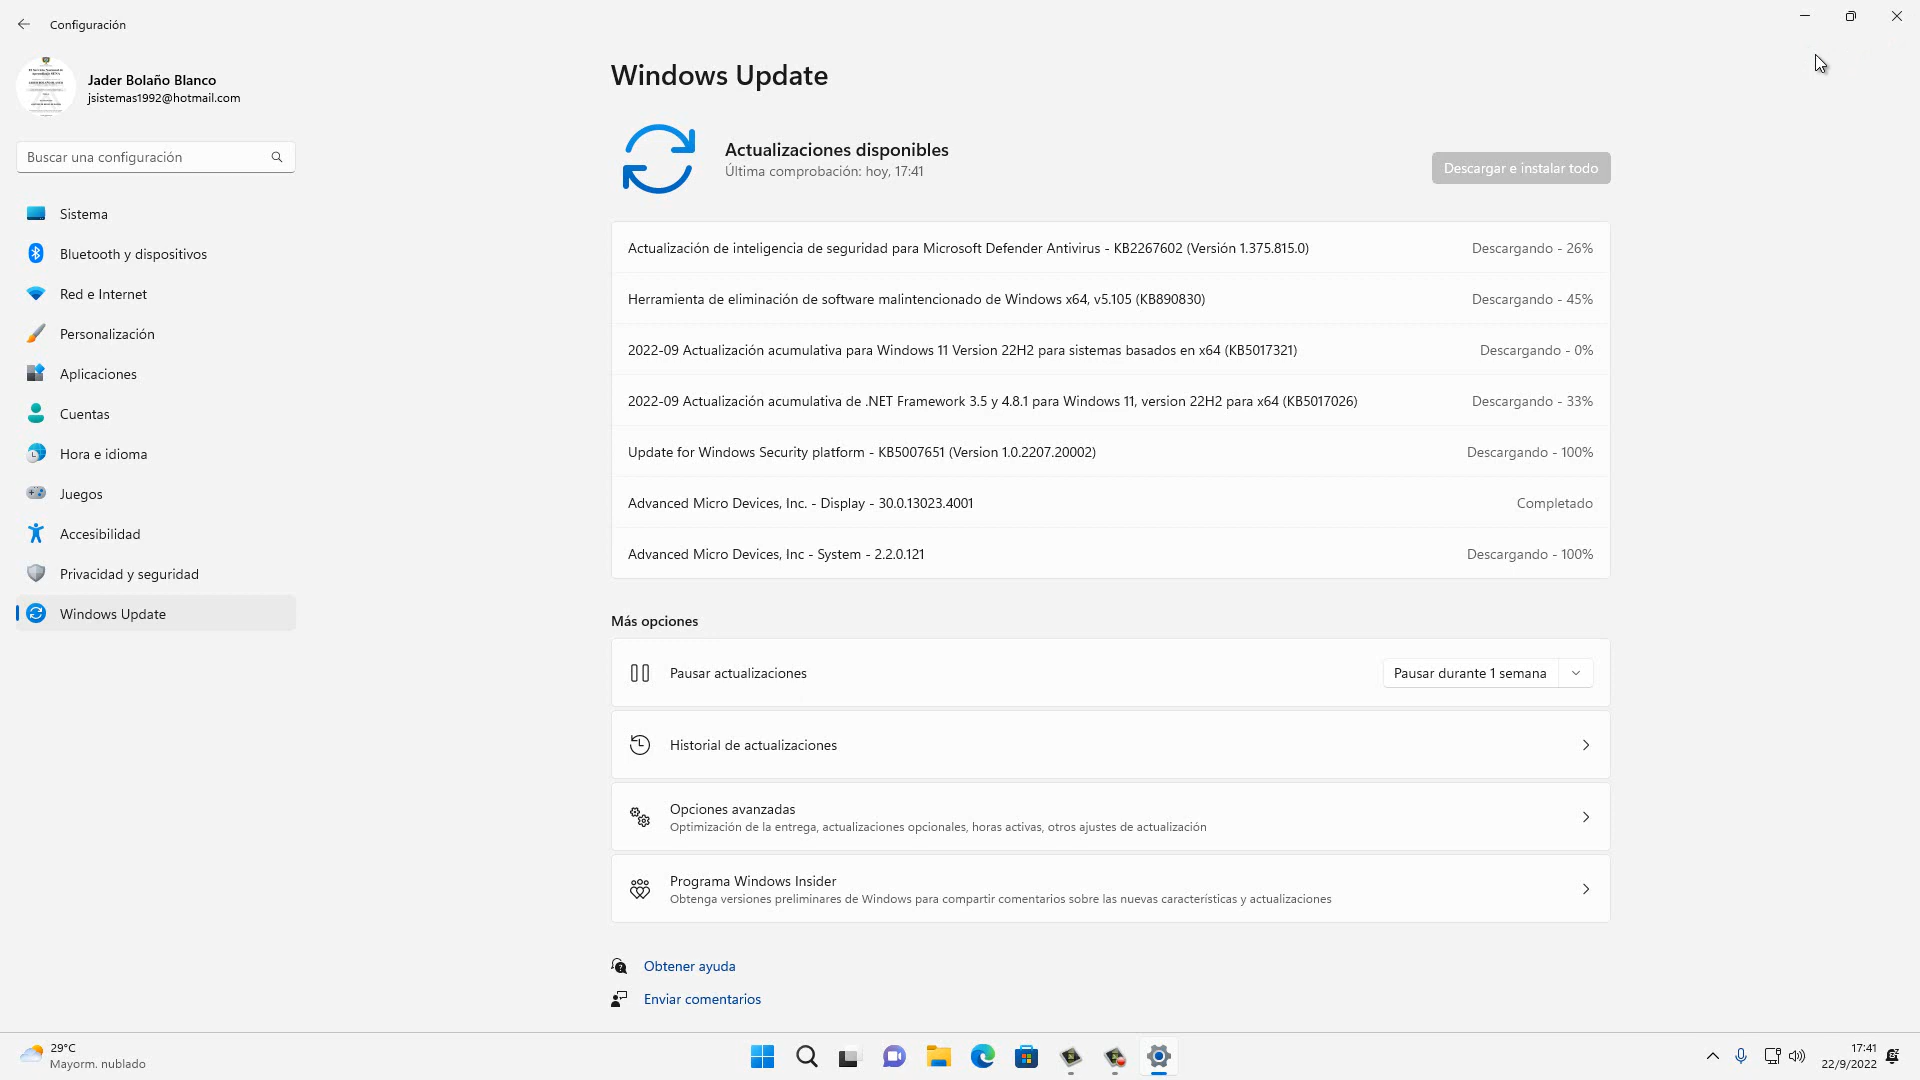 Configuración
Jader Bolaño Blanco
jsistemas1992@hotmail.com
Buscar una configuración
Sistema
Bluetooth y dispositivos
Red e Internet
Personalización
Aplicaciones
Cuentas
Hora e idioma
Juegos
Accesibilidad
Privacidad y seguridad
Windows Update
Windows Update
Actualizaciones disponibles
Última comprobación: hoy, 17:41
Descargar e instalar todo
Actualización de inteligencia de seguridad para Microsoft Defender Antivirus - KB2267602 (Versión 1.375.815.0) Descargando - 26%
Herramienta de eliminación de software malintencionado de Windows x64, v5.105 (KB890830) Descargando - 45%
2022-09 Actualización acumulativa para Windows 11 Version 22H2 para sistemas basados en x64 (KB5017321) Descargando - 0%
2022-09 Actualización acumulativa de .NET Framework 3.5 y 4.8.1 para Windows 11, version 22H2 para x64 (KB5017026) Descargando - 33%
Update for Windows Security platform - KB5007651 (Version 1.0.2207.20002) Descargando - 100%
Advanced Micro Devices, Inc. - Display - 30.0.13023.4001 Completado
Advanced Micro Devices, Inc - System - 2.2.0.121 Descargando - 100%
Más opciones
Pausar actualizaciones Pausar durante 1 semana
Historial de actualizaciones
Opciones avanzadas
Optimización de la entrega, actualizaciones opcionales, horas activas, otros ajustes de actualización
Programa Windows Insider
Obtenga versiones preliminares de Windows para compartir comentarios sobre las nuevas características y actualizaciones
Obtener ayuda
Enviar comentarios
29°C
Mayorm. nublado
17:41
22/9/2022